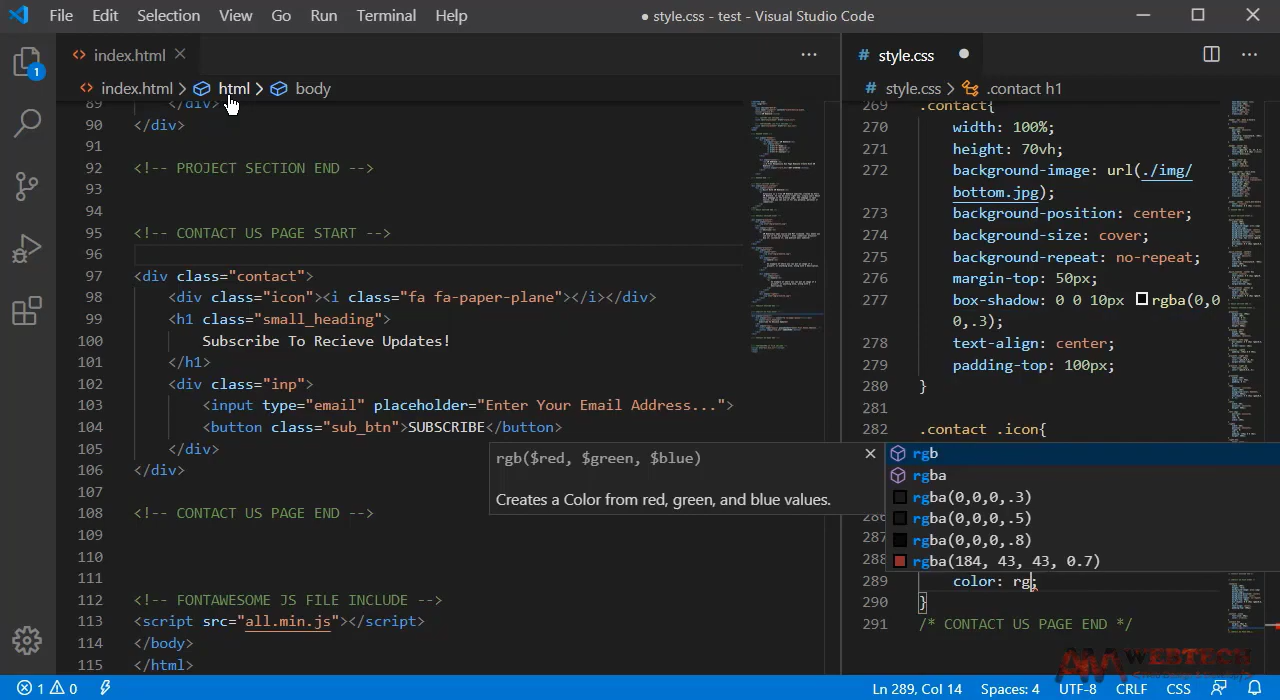 File Edit Selection View Go Run Terminal Help
● style.css - test - Visual Studio Code
index.html
index.html > html > body
89 </div>
90 </div>
91
92 <!-- PROJECT SECTION END -->
93
94
95 <!-- CONTACT US PAGE START -->
96
97 <div class="contact">
98 <div class="icon"><i class="fa fa-paper-plane"></i></div>
99 <h1 class="small_heading">
100 Subscribe To Recieve Updates!
101 </h1>
102 <div class="inp">
103 <input type="email" placeholder="Enter Your Email Address...">
104 <button class="sub_btn">SUBSCRIBE</button>
105 </div>
106 </div>
107
108 <!-- CONTACT US PAGE END -->
109
110
111
112 <!-- FONTAWESOME JS FILE INCLUDE -->
113 <script src="all.min.js"></script>
114 </body>
115 </html>
# style.css
# style.css > .contact h1
269 .contact{
270 width: 100%;
271 height: 70vh;
272 background-image: url(./img/
bottom.jpg);
273 background-position: center;
274 background-size: cover;
275 background-repeat: no-repeat;
276 margin-top: 50px;
277 box-shadow: 0 0 10px rgba(0,0
0,.3);
278 text-align: center;
279 padding-top: 100px;
280 }
281
282 .contact .icon{
rgb($red, $green, $blue)
Creates a Color from red, green, and blue values.
rgb
rgba
rgba(0,0,0,.3)
rgba(0,0,0,.5)
rgba(0,0,0,.8)
rgba(184, 43, 43, 0.7)
286
287
288
289 color: rg;
290 }
291 /* CONTACT US PAGE END */
AM WEBTECH
1
1 0
Ln 289, Col 14 Spaces: 4 UTF-8 CRLF CSS